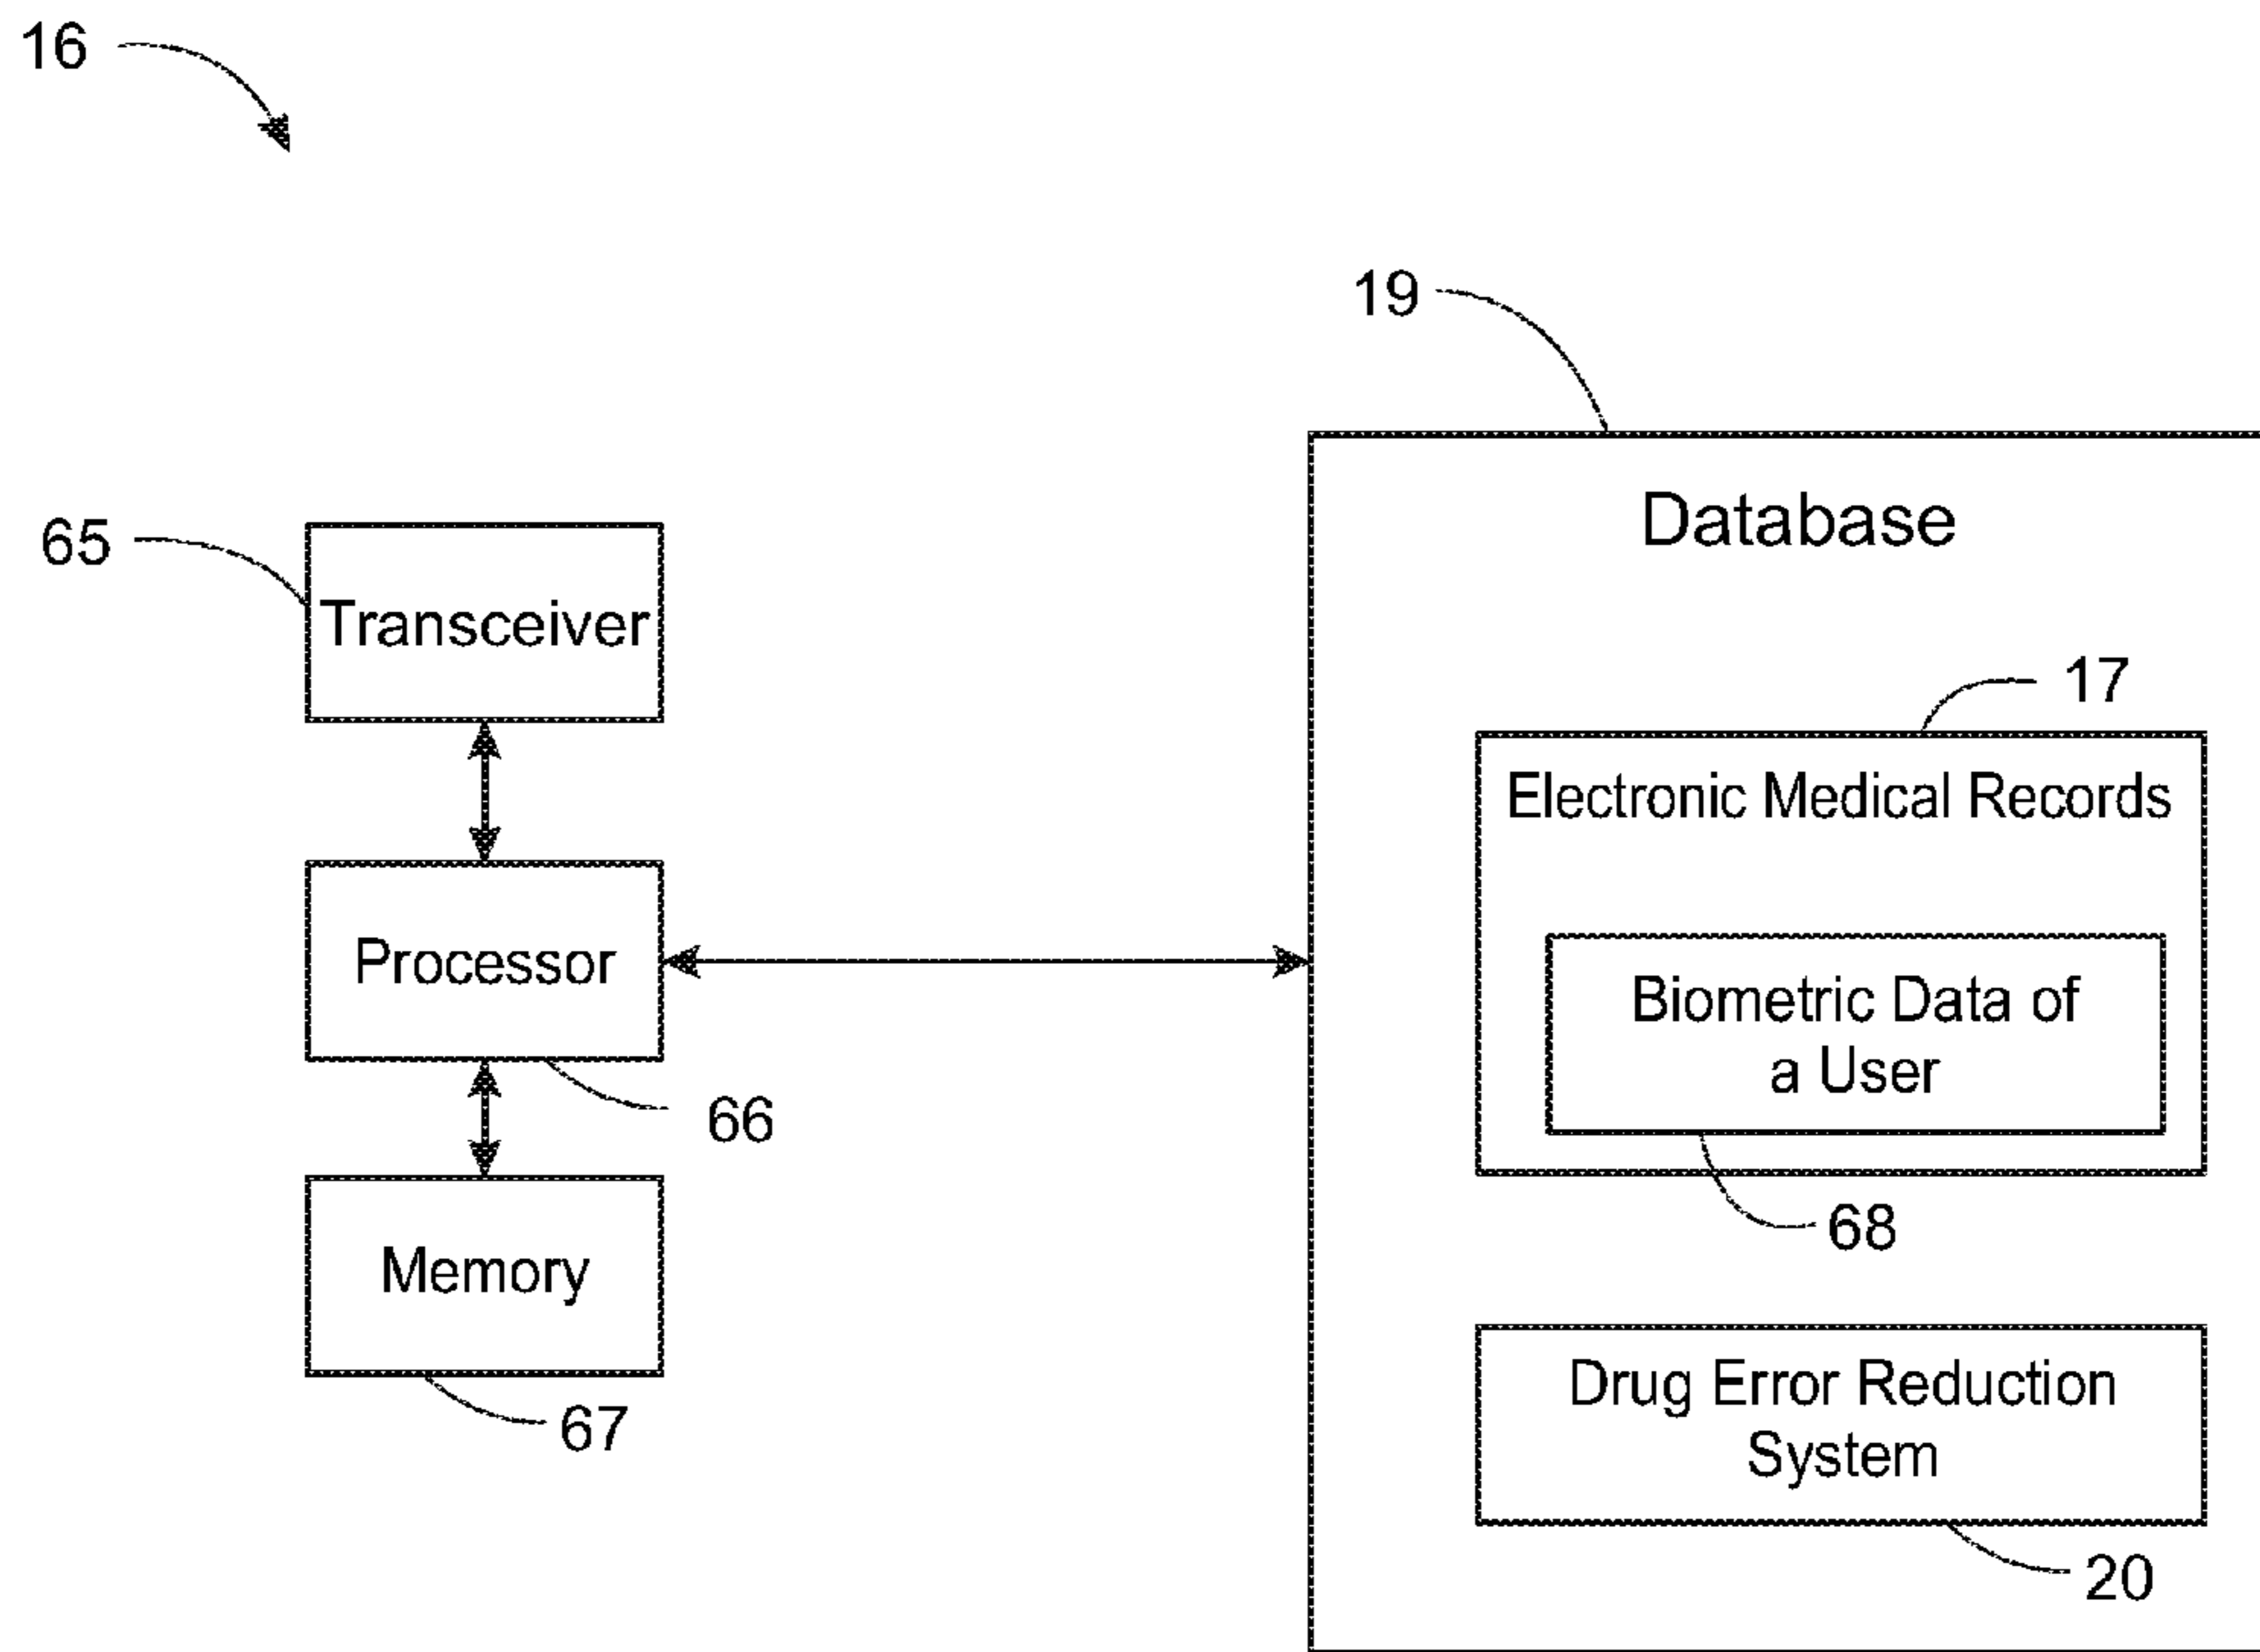 16
19
65
Transceiver
Database
17
Electronic Medical Records
Processor
Biometric Data of
a User
66
68
Memory
67
Drug Error Reduction
System
20